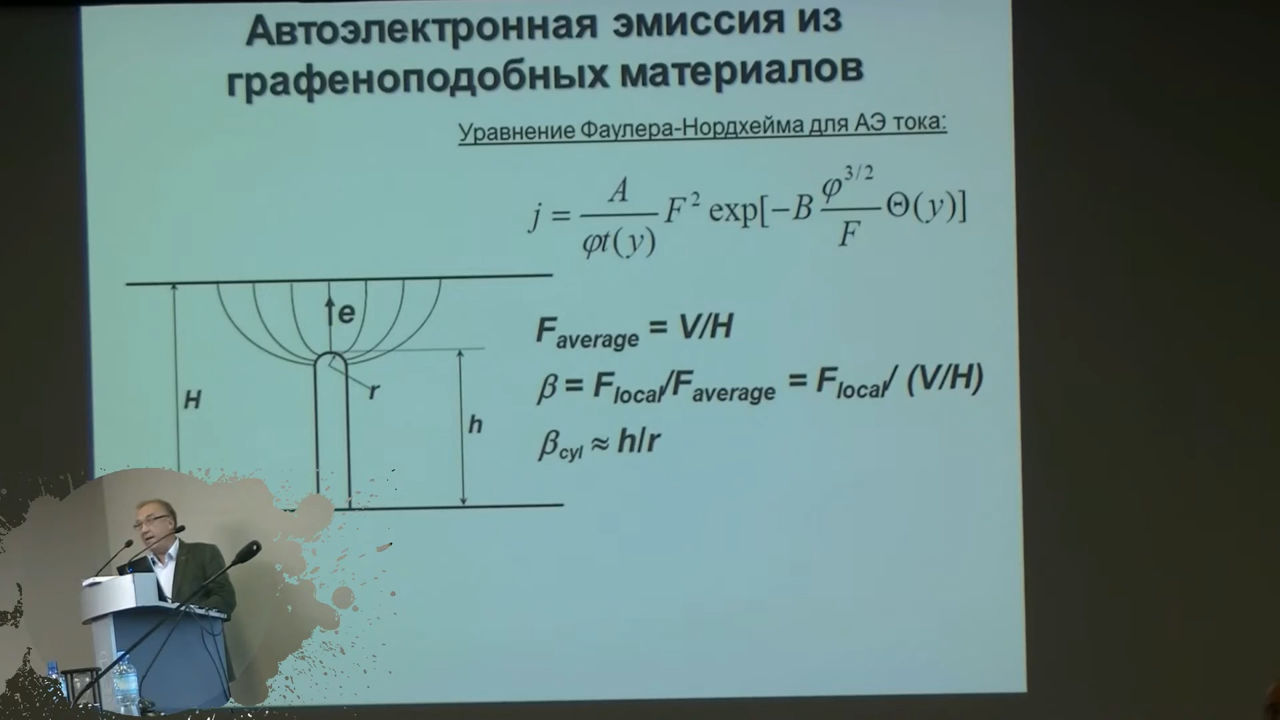 Автоэлектронная эмиссия из
графеноподобных материалов
Уравнение Фаулера-Нордхейма для АЭ тока:
j = A / φt(y) F² exp[−B φ^3/2 / F Θ(y)]
e
r
H
h
F_average = V/H
β = F_local/F_average = F_local/ (V/H)
β_cyl ≈ h/r